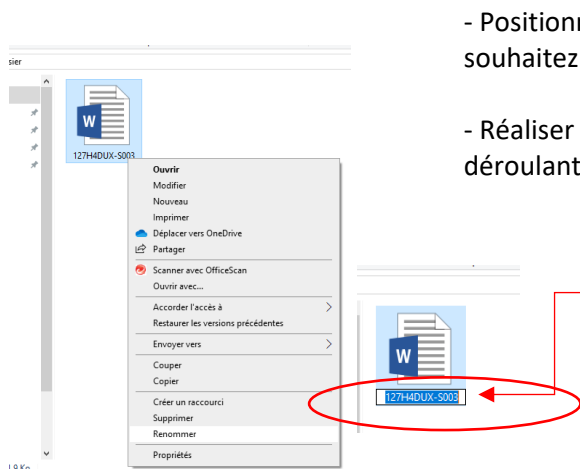 - Positionn
souhaitez
- Réaliser
déroulant
sier
W
127H4DUX-S003
Ouvrir
Modifier
Nouveau
Imprimer
Déplacer vers OneDrive
Partager
Scanner avec OfficeScan
Ouvrir avec...
Accorder l'accès à
Restaurer les versions précédentes
Envoyer vers
Couper
Copier
Créer un raccourci
Supprimer
Renommer
Propriétés
W
127H4DUX-S003